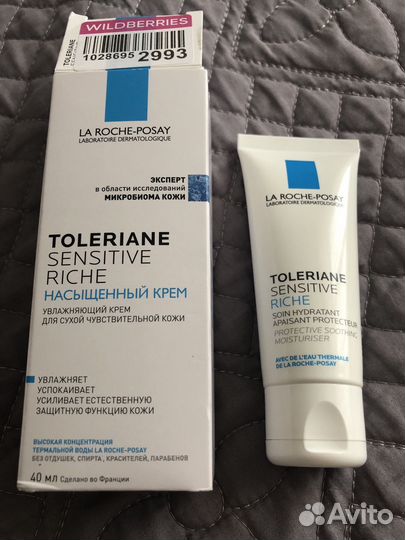 WILDBERRIES
TOLERIANE
1028695 2993
LA ROCHE-POSAY
LABORATOIRE DERMATOLOGIQUE
ЭКСПЕРТ
в области исследований
МИКРОБИОМА КОЖИ
TOLERIANE
SENSITIVE
RICHE
НАСЫЩЕННЫЙ КРЕМ
УВЛАЖНЯЮЩИЙ КРЕМ
ДЛЯ СУХОЙ ЧУВСТВИТЕЛЬНОЙ КОЖИ
УВЛАЖНЯЕТ
УСПОКАИВАЕТ
УСИЛИВАЕТ ЕСТЕСТВЕННУЮ
ЗАЩИТНУЮ ФУНКЦИЮ КОЖИ
ВЫСОКАЯ КОНЦЕНТРАЦИЯ
ТЕРМАЛЬНОЙ ВОДЫ LA ROCHE-POSAY
БЕЗ ОТДУШЕК, СПИРТА, КРАСИТЕЛЕЙ, ПАРАБЕНОВ
40 МЛ Сделано во Франции
LA ROCHE-POSAY
LABORATOIRE DERMATOLOGIQUE
TOLERIANE
SENSITIVE
RICHE
SOIN HYDRATANT
APAISANT PROTECTEUR
PROTECTIVE SOOTHING
MOISTURISER
AVEC DE L'EAU THERMALE
DE LA ROCHE-POSAY
Avito